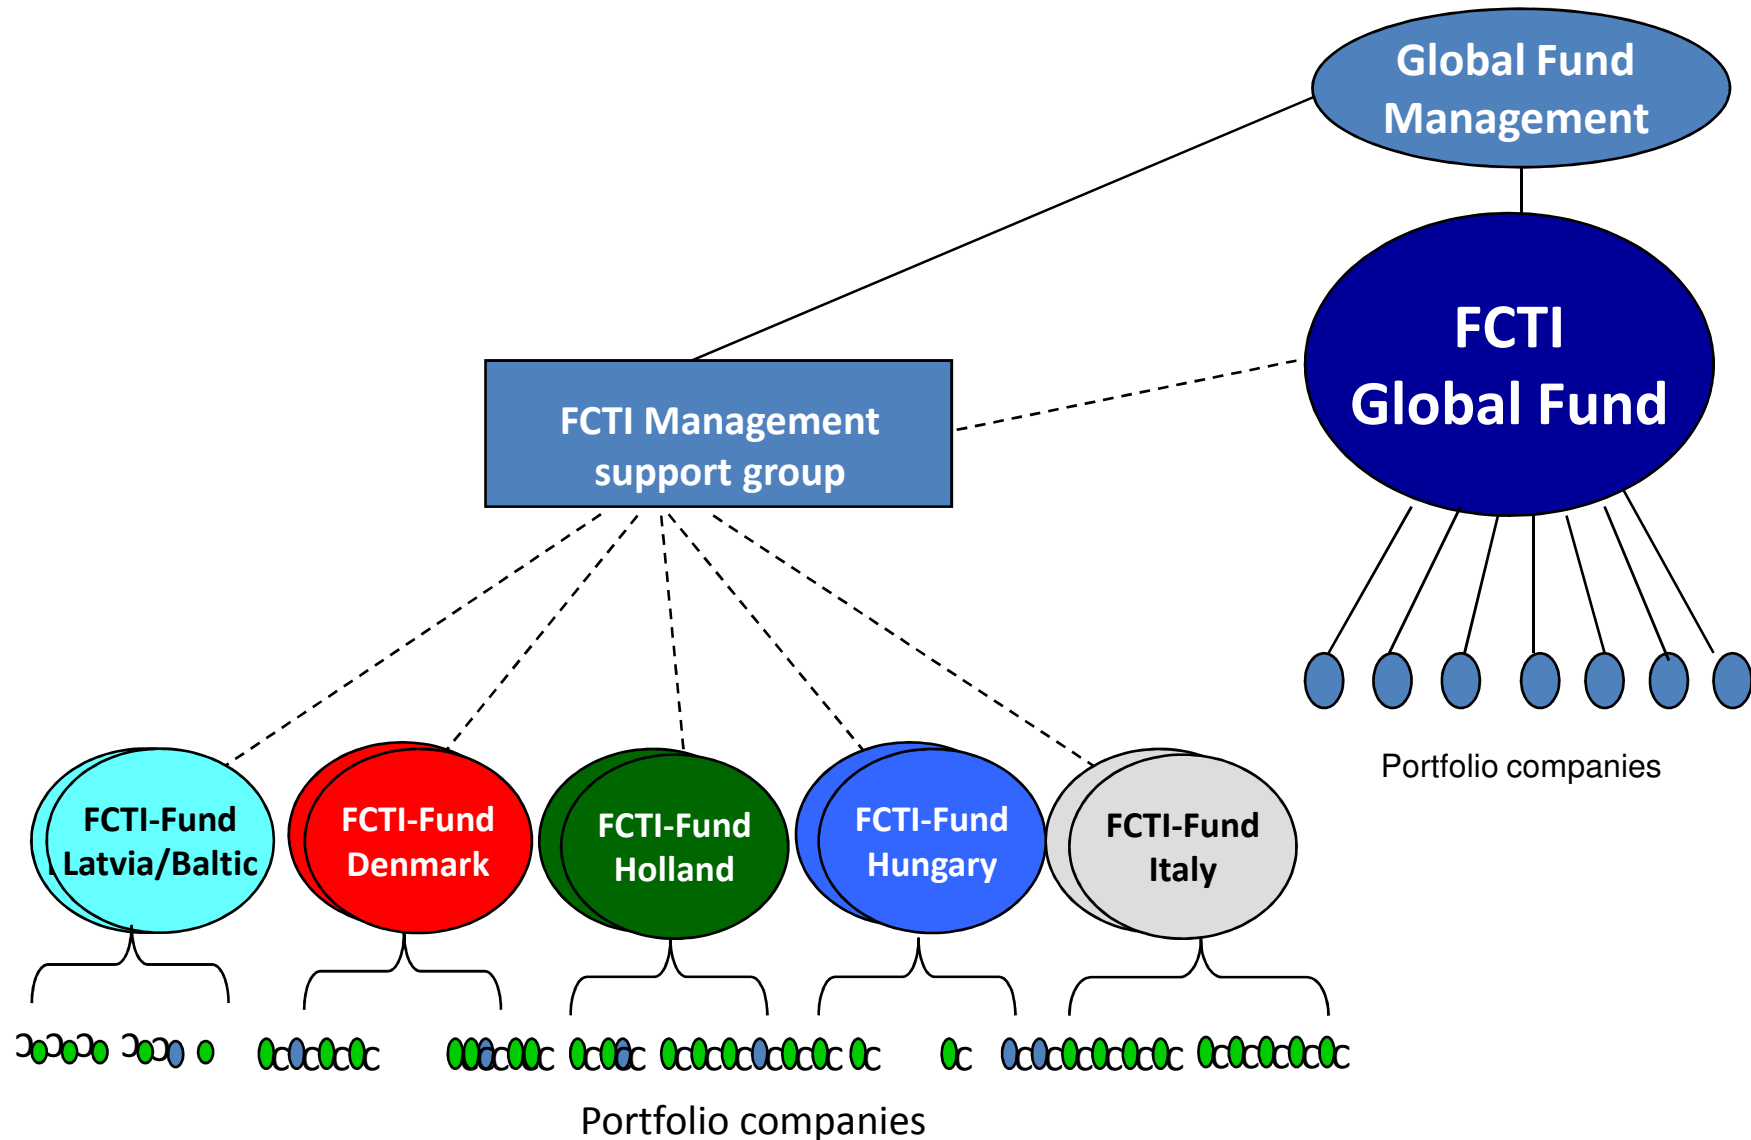 Global Fund
Management
FCTI
Global Fund
FCTI Management
support group
Portfolio companies
FCTI-Fund
Latvia/Baltic
FCTI-Fund
Denmark
FCTI-Fund
Holland
FCTI-Fund
Hungary
FCTI-Fund
Italy
Portfolio companies